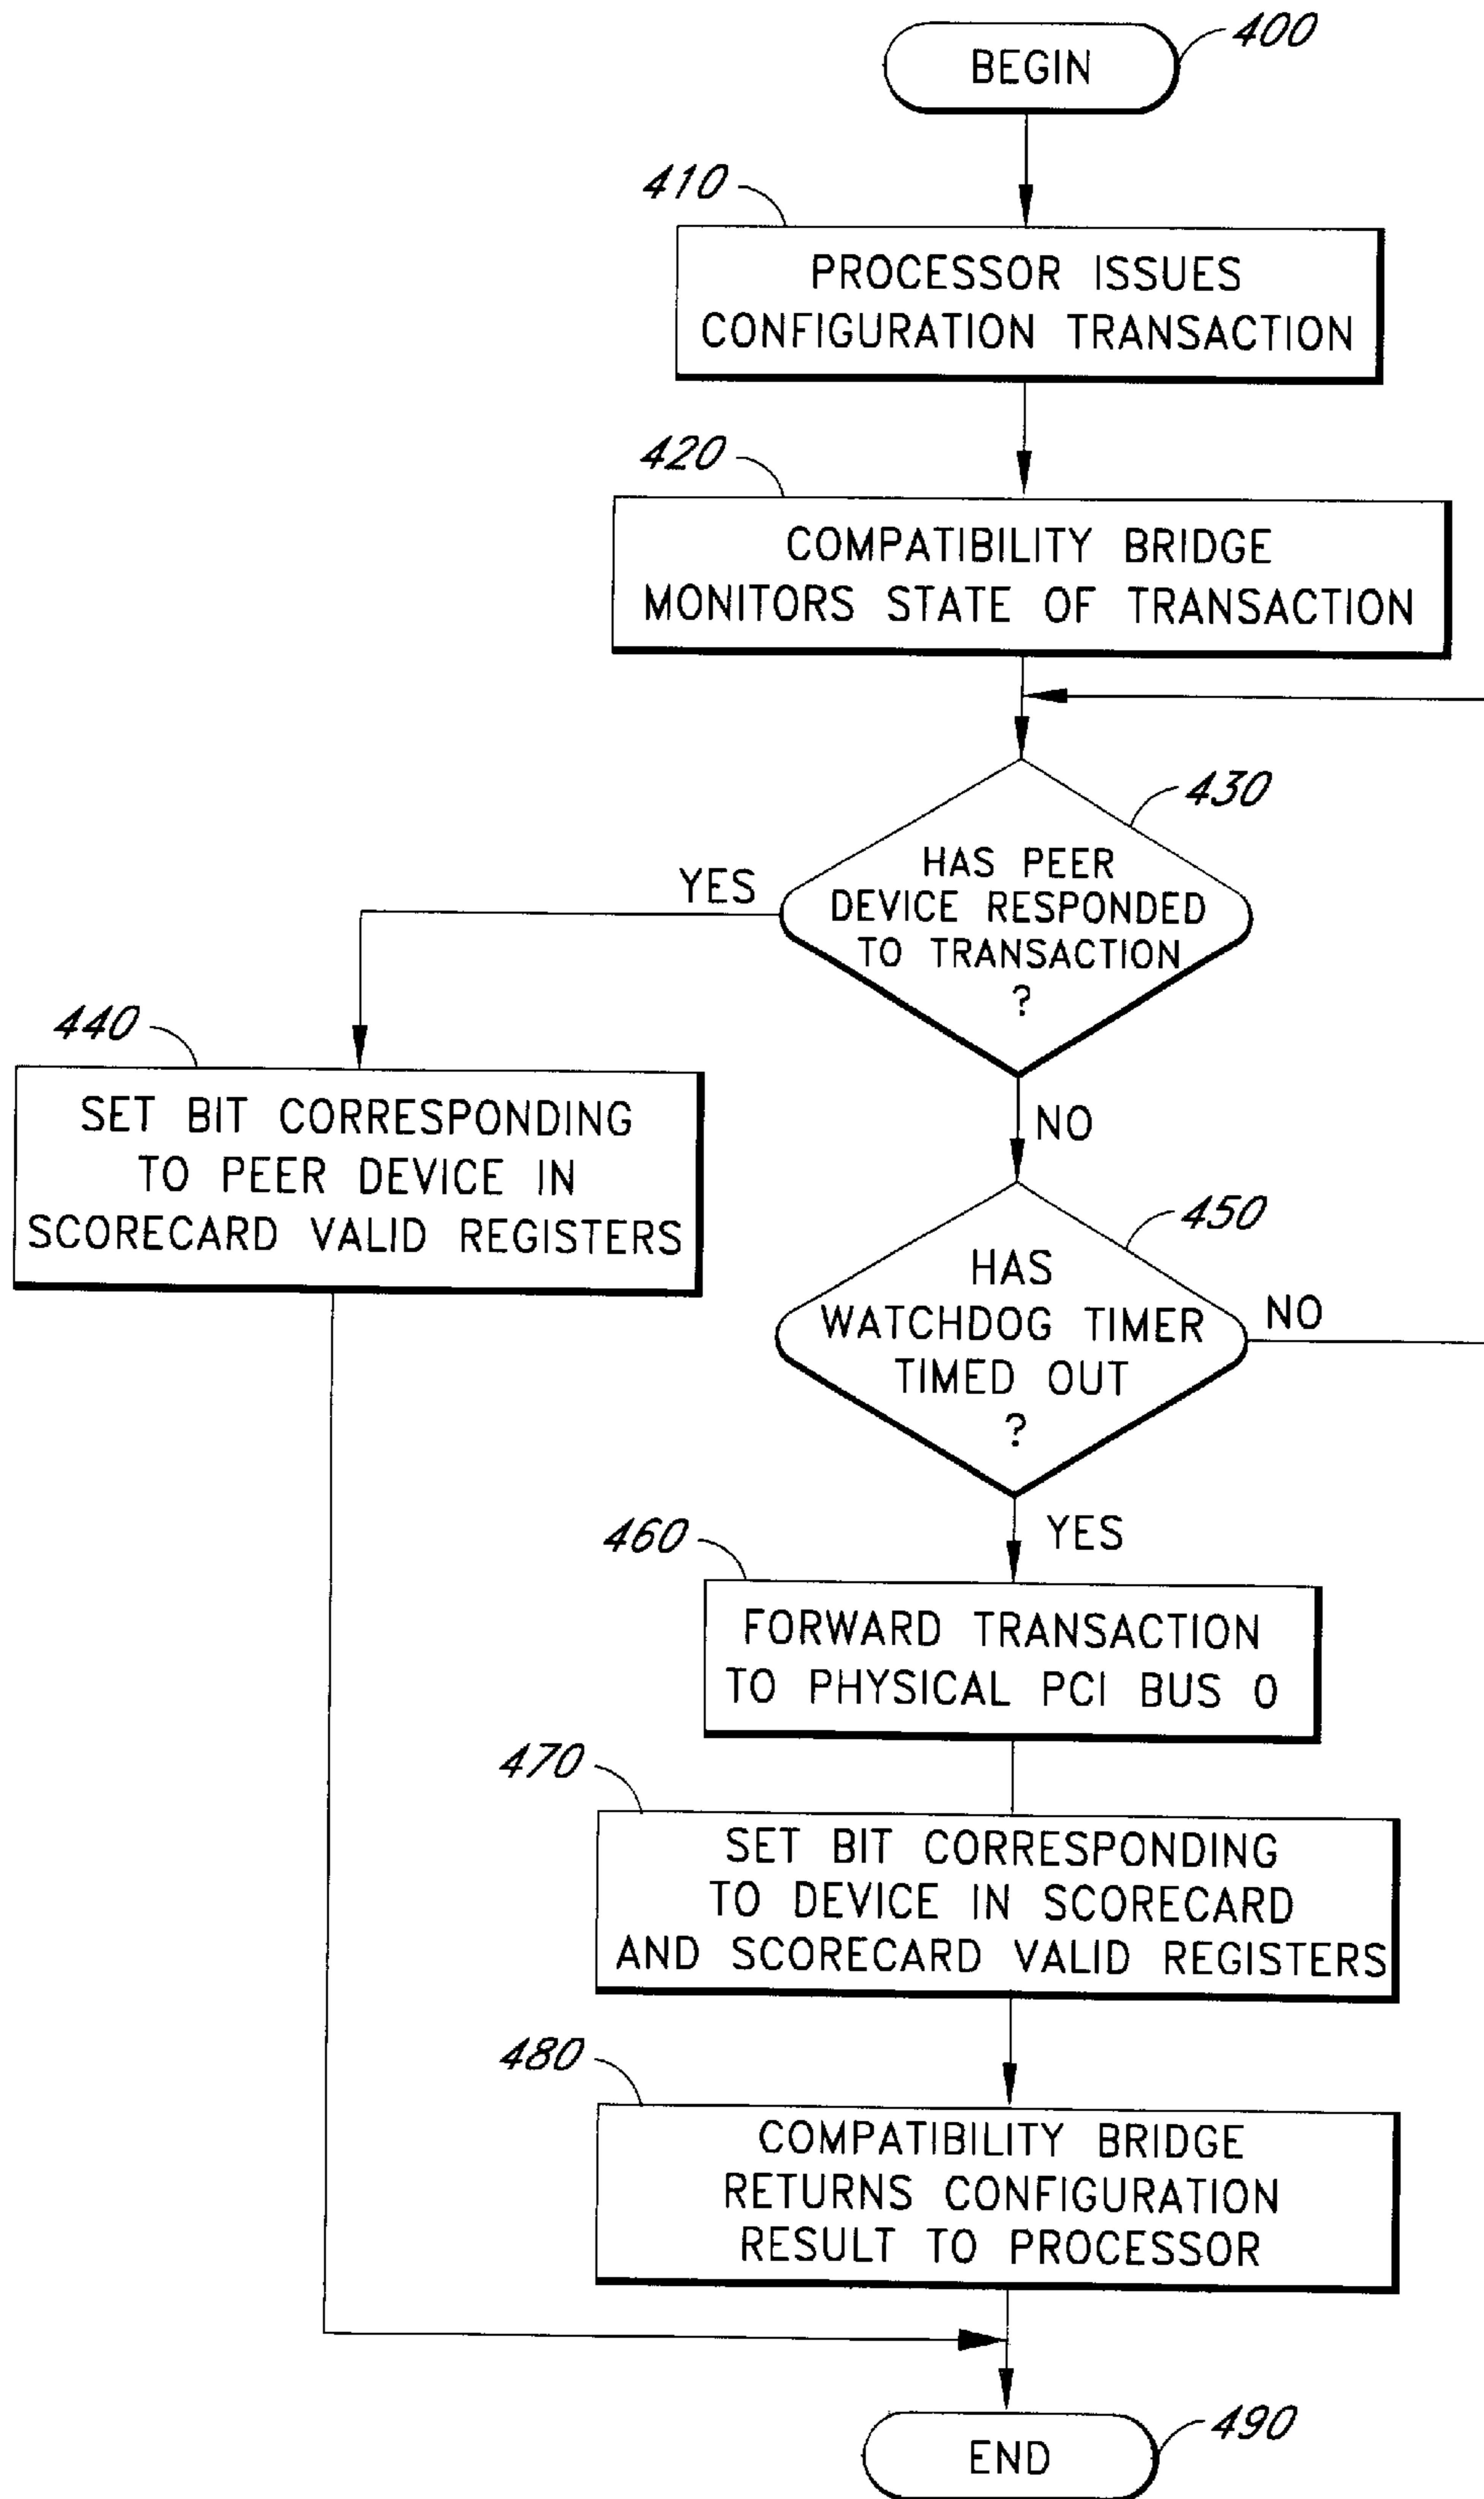 BEGIN
400
410
PROCESSOR ISSUES
CONFIGURATION TRANSACTION
420
COMPATIBILITY BRIDGE
MONITORS STATE OF TRANSACTION
430
HAS PEER
DEVICE RESPONDED
TO TRANSACTION
?
YES
NO
440
SET BIT CORRESPONDING
TO PEER DEVICE IN
SCORECARD VALID REGISTERS
450
HAS
WATCHDOG TIMER
TIMED OUT
?
NO
YES
460
FORWARD TRANSACTION
TO PHYSICAL PCI BUS 0
470
SET BIT CORRESPONDING
TO DEVICE IN SCORECARD
AND SCORECARD VALID REGISTERS
480
COMPATIBILITY BRIDGE
RETURNS CONFIGURATION
RESULT TO PROCESSOR
END
490